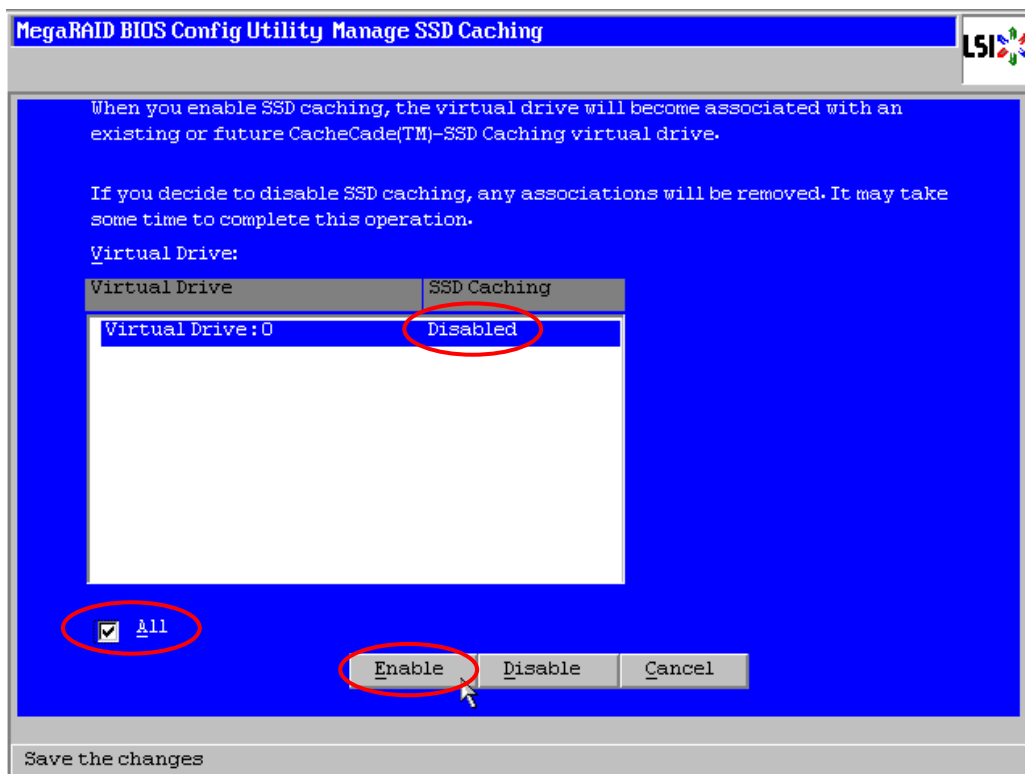 MegaRAID BIOS Config Utility Manage SSD Caching
LSI
When you enable SSD caching, the virtual drive will become associated with an
existing or future CacheCade(TM)-SSD Caching virtual drive.
If you decide to disable SSD caching, any associations will be removed. It may take
some time to complete this operation.
Virtual Drive:
Virtual Drive SSD Caching
Virtual Drive:0 Disabled
All
Enable Disable Cancel
Save the changes